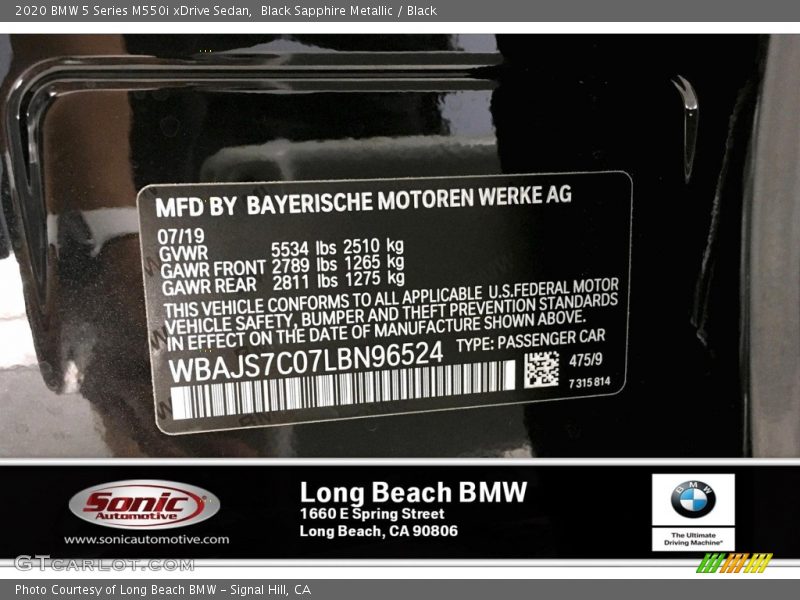 2020 BMW 5 Series M550i xDrive Sedan,  Black Sapphire Metallic / Black
MFD BY BAYERISCHE MOTOREN WERKE AG
07/19
GVWR 5534 lbs 2510 kg
GAWR FRONT 2789 lbs 1265 kg
GAWR REAR 2811 lbs 1275 kg
THIS VEHICLE CONFORMS TO ALL APPLICABLE U.S.FEDERAL MOTOR
VEHICLE SAFETY, BUMPER AND THEFT PREVENTION STANDARDS
IN EFFECT ON THE DATE OF MANUFACTURE SHOWN ABOVE.
WBAJS7C07LBN96524 TYPE: PASSENGER CAR
475/9
7 315 814
Sonic
Automotive
www.sonicautomotive.com
Long Beach BMW
1660 E Spring Street
Long Beach, CA 90806
BMW
The Ultimate
Driving Machine®
GTcarlot.com
Photo Courtesy of Long Beach BMW – Signal Hill, CA